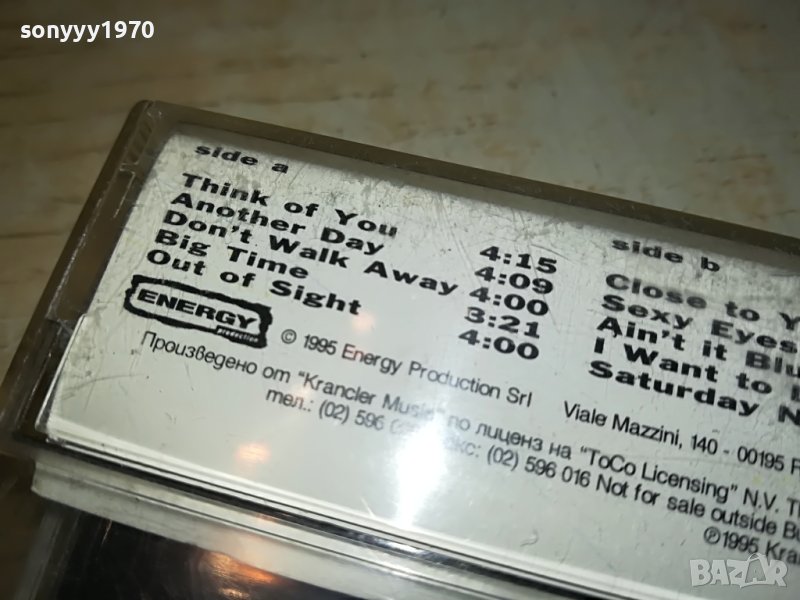 sonyyy1970
side a
Think of You 4:15
Another Day 4:09
Don't Walk Away 4:00
Big Time 3:21
Out of Sight 4:00
side b
Close to
Sexy Eyes
Ain't it
I Want to
Saturday
ENERGY
production
© 1995 Energy Production Srl Viale Mazzini, 140 - 00195
Произведено от "Krancler Music" по лиценз на "ToCo Licensing" N.V.
тел.: (02) 596 (02) 596 016 Not for sale outside
℗1995
BAZAR